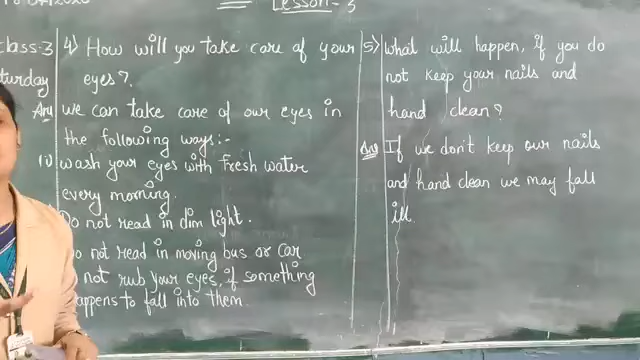 Lesson - 3
class-3
turday
4) How will you take care of your
eyes?
Ans we can take care of our eyes in
the following ways:-
wash your eyes with fresh water
every morning.
Do not read in dim light.
Do not read in moving bus or car
not rub your eyes, if something
happens to fall into them.
5) what will happen, if you do
not keep your nails and
hand clean?
Ans If we don't keep our nails
and hand clean we may fall
ill.